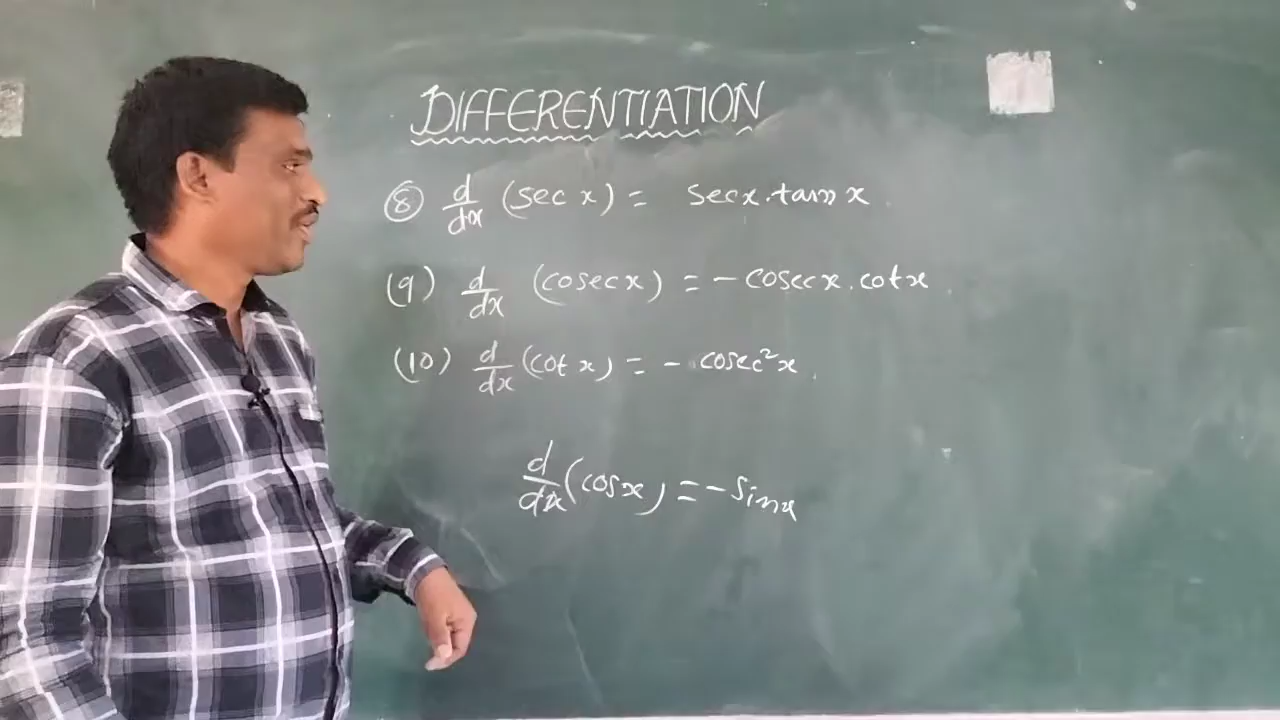 DIFFERENTIATION
⑧ d/dx (sec x) = secx.tanx
(9) d/dx (cosecx) = -cosecx.cotx.
(10) d/dx (cot x) = - cosec²x.
d/dx (cosx) = -sinx